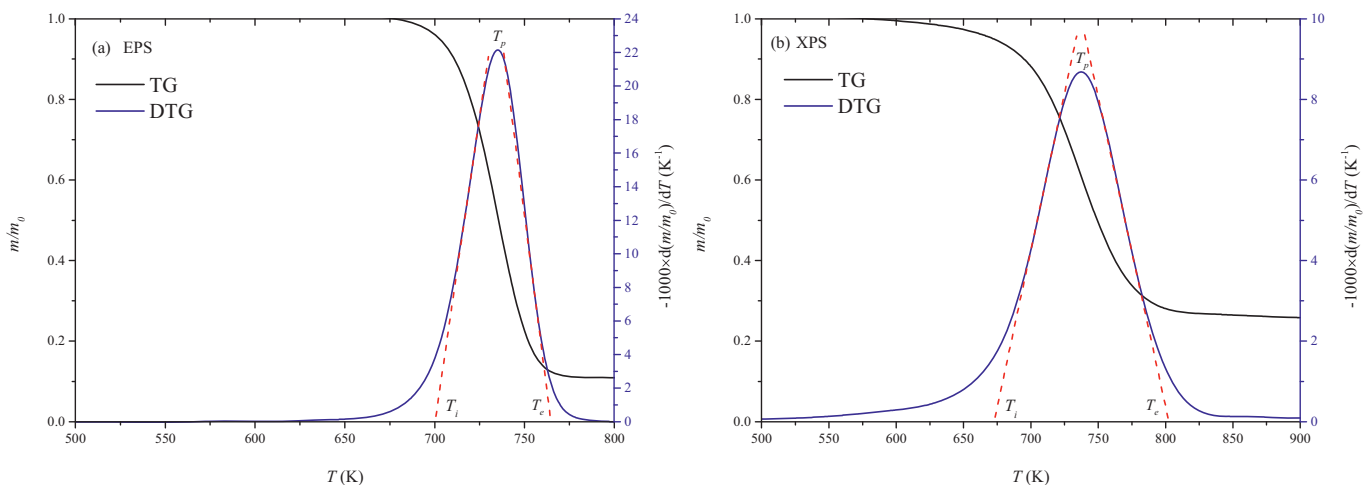 (a) EPS
TG
DTG
T_p
T_i
T_e
1.0
0.8
0.6
0.4
0.2
0.0
m/m_0
24
22
20
18
16
14
12
10
8
6
4
2
0
-1000×d(m/m_0)/dT (K^-1)
500 550 600 650 700 750 800
T (K)
(b) XPS
TG
DTG
T_p
T_i
T_e
1.0
0.8
0.6
0.4
0.2
0.0
m/m_0
10
8
6
4
2
0
-1000×d(m/m_0)/dT (K^-1)
500 550 600 650 700 750 800 850 900
T (K)